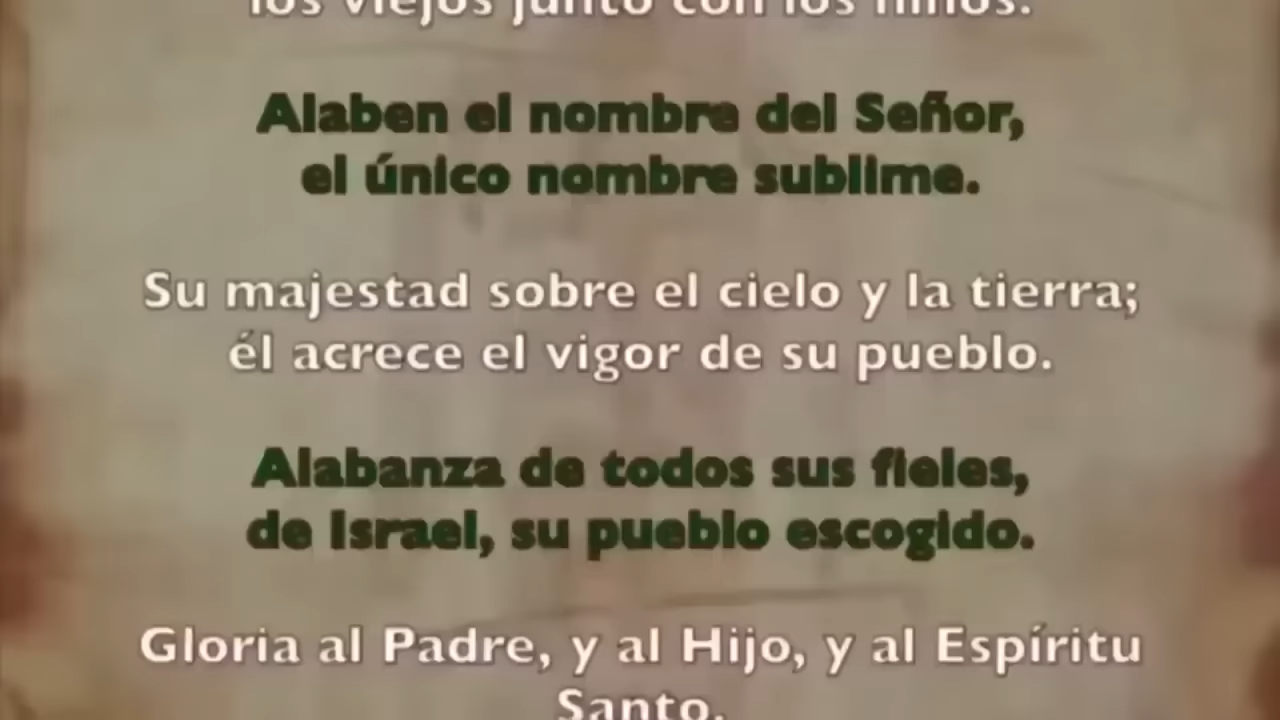 los viejos junto con los niños.
Alaben el nombre del Señor,
el único nombre sublime.
Su majestad sobre el cielo y la tierra;
él acrece el vigor de su pueblo.
Alabanza de todos sus fieles,
de Israel, su pueblo escogido.
Gloria al Padre, y al Hijo, y al Espíritu
Santo.